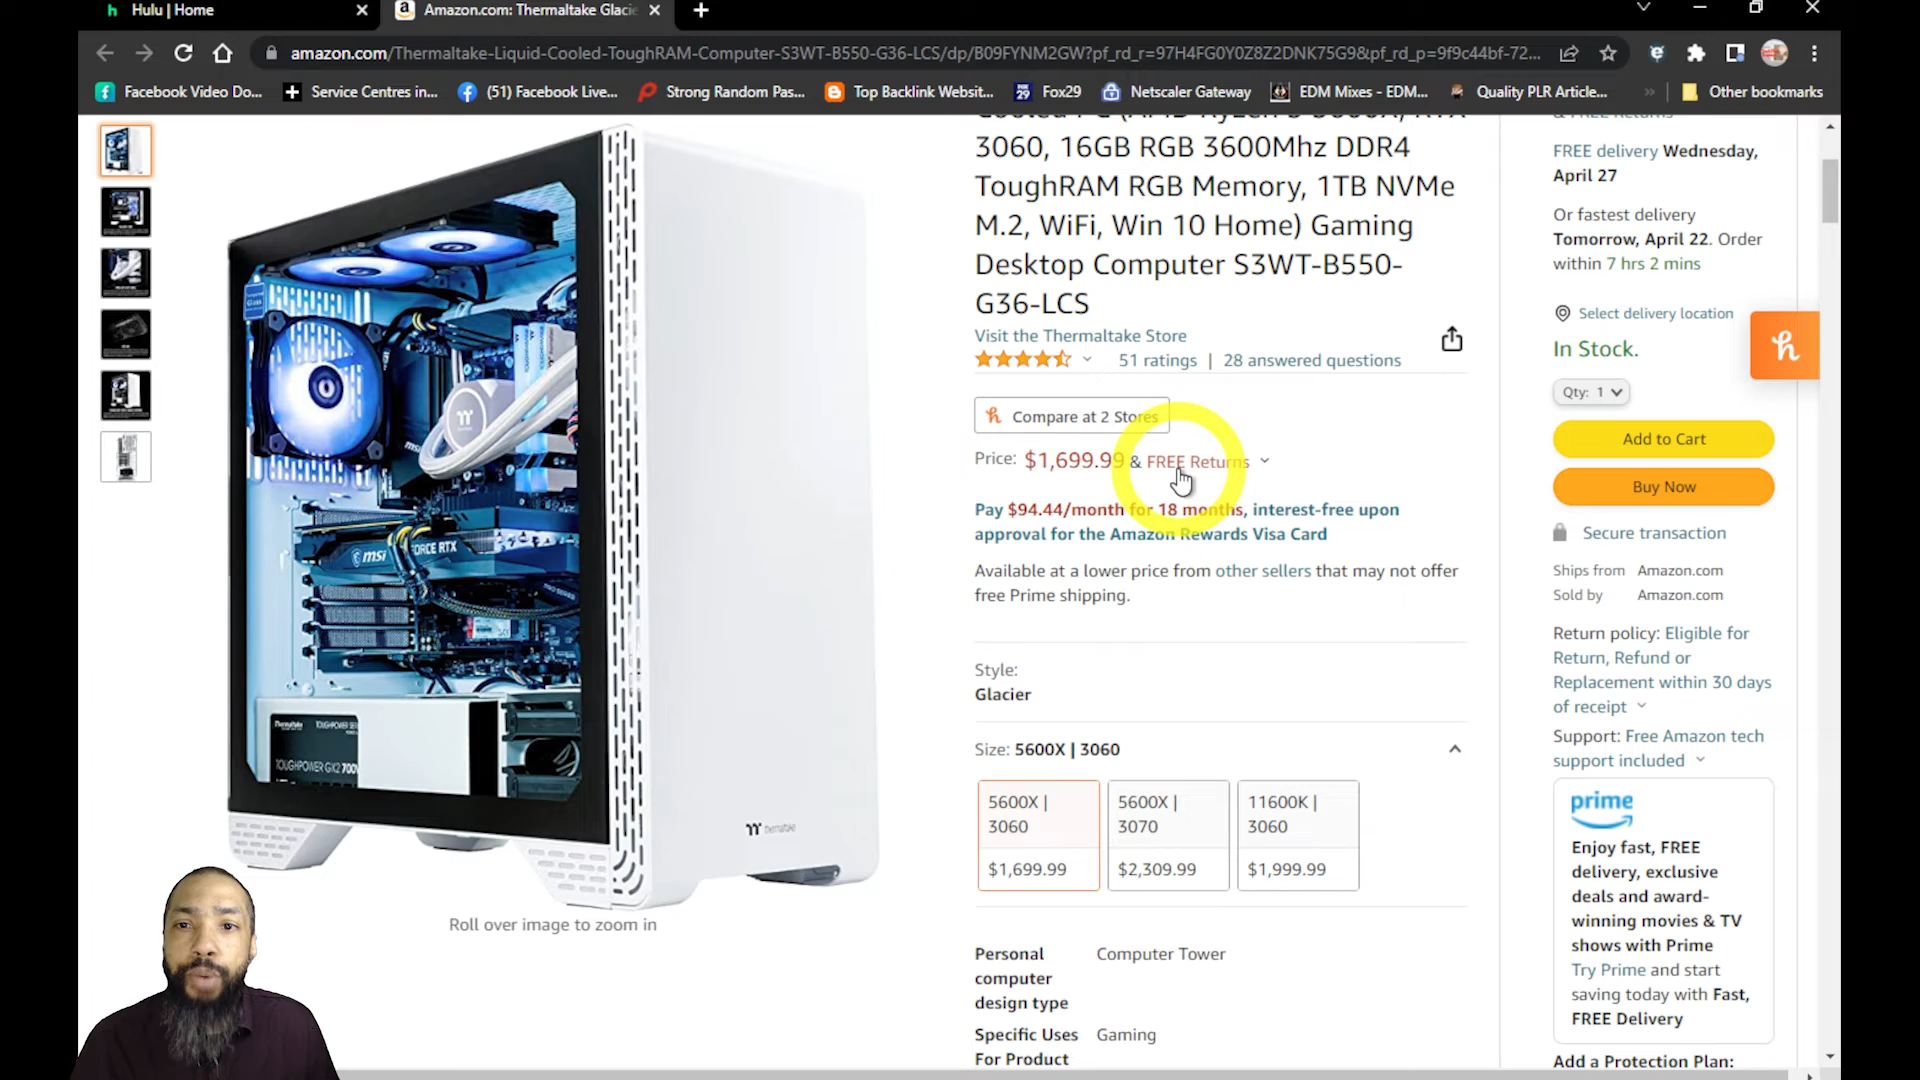 Hulu | Home
Amazon.com: Thermaltake Glacie
amazon.com/Thermaltake-Liquid-Cooled-ToughRAM-Computer-S3WT-B550-G36-LCS/dp/B09FYNM2GW?pf_rd_r=97H4FG0Y0Z8Z2DNK75G9&pf_rd_p=9f9c44bf-72...
Facebook Video Do...
Service Centres in...
(51) Facebook Live...
Strong Random Pas...
Top Backlink Websit...
Fox29
Netscaler Gateway
EDM Mixes - EDM...
Quality PLR Article...
Other bookmarks
3060, 16GB RGB 3600Mhz DDR4
ToughRAM RGB Memory, 1TB NVMe
M.2, WiFi, Win 10 Home) Gaming
Desktop Computer S3WT-B550-
G36-LCS
Visit the Thermaltake Store
51 ratings | 28 answered questions
Compare at 2 Stores
Price: $1,699.99 & FREE Returns
Pay $94.44/month for 18 months, interest-free upon
approval for the Amazon Rewards Visa Card
Available at a lower price from other sellers that may not offer
free Prime shipping.
Style:
Glacier
Size: 5600X | 3060
5600X |
3060
$1,699.99
5600X |
3070
$2,309.99
11600K |
3060
$1,999.99
Personal
computer
design type
Computer Tower
Specific Uses
For Product
Gaming
msi
FORCE RTX
TOUGHPOWER GX2 700W
thermaltake
Roll over image to zoom in
& FREE Returns
FREE delivery Wednesday,
April 27
Or fastest delivery
Tomorrow, April 22. Order
within 7 hrs 2 mins
Select delivery location
In Stock.
Qty: 1
Add to Cart
Buy Now
Secure transaction
Ships from Amazon.com
Sold by Amazon.com
Return policy: Eligible for
Return, Refund or
Replacement within 30 days
of receipt
Support: Free Amazon tech
support included
prime
Enjoy fast, FREE
delivery, exclusive
deals and award-
winning movies & TV
shows with Prime
Try Prime and start
saving today with Fast,
FREE Delivery
Add a Protection Plan: